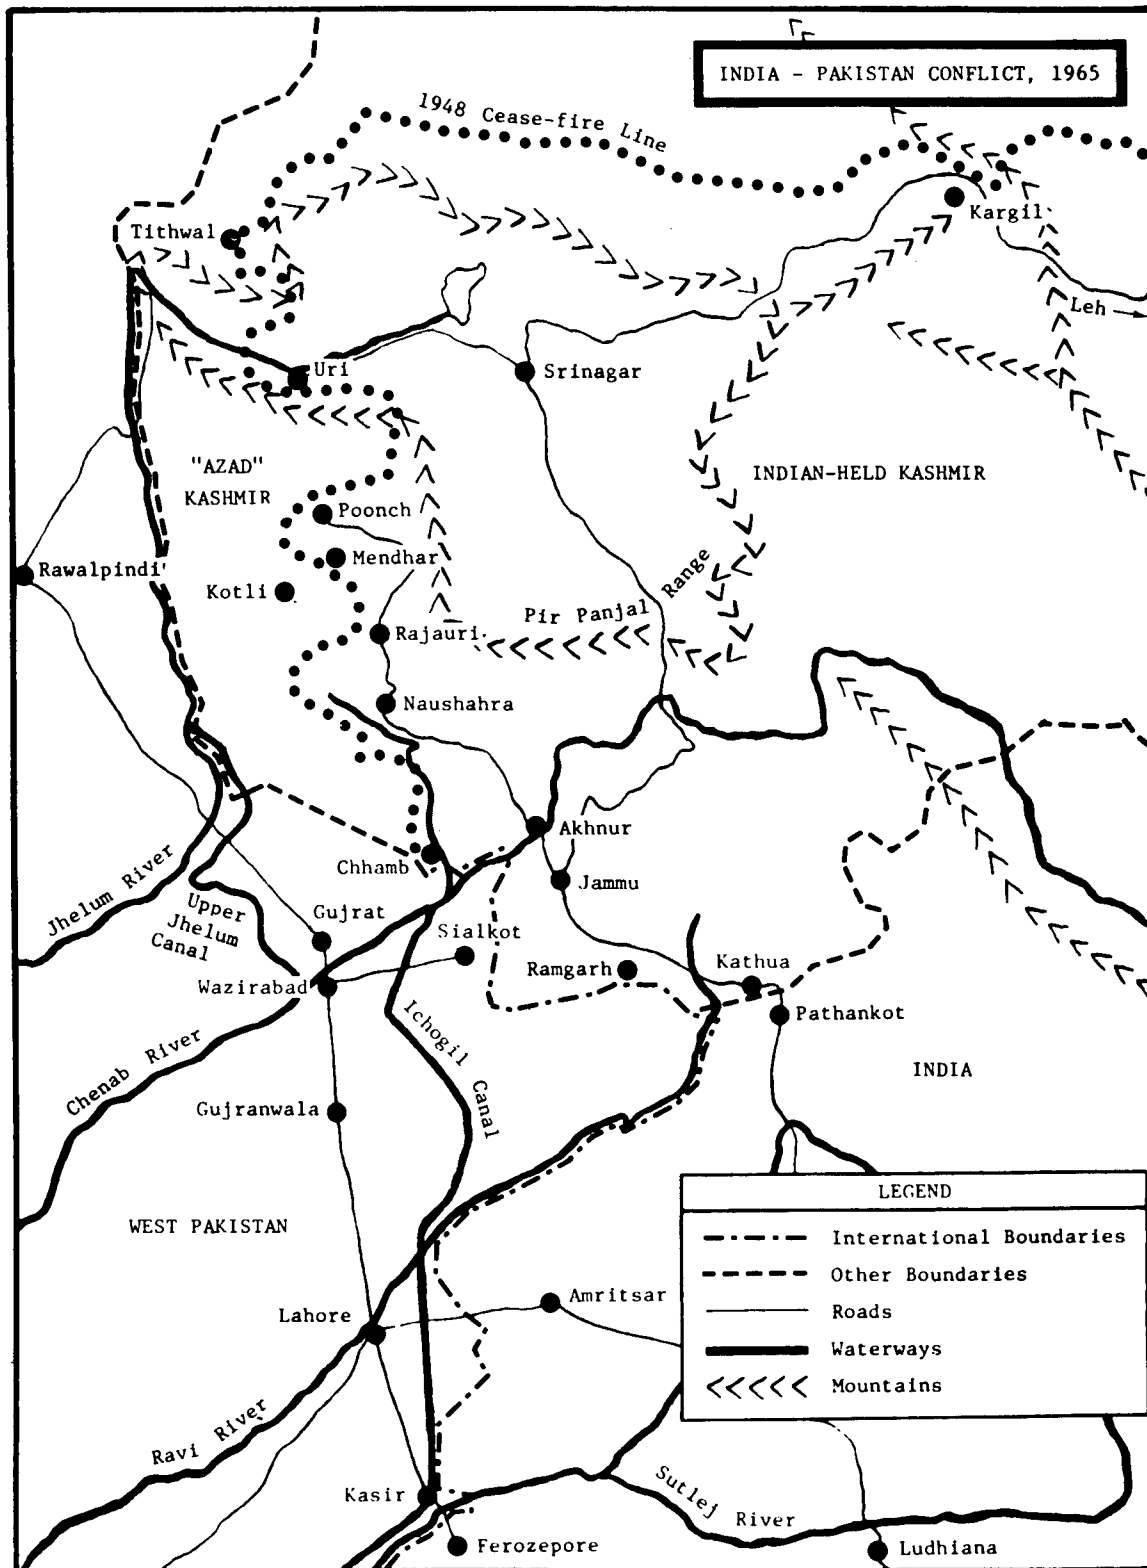 INDIA - PAKISTAN CONFLICT, 1965
1948 Cease-fire Line
Tithwal
Kargil
Leh
Uri
Srinagar
"AZAD"
KASHMIR
INDIAN-HELD KASHMIR
Poonch
Mendhar
Rawalpindi
Kotli
Pir Panjal Range
Rajauri
Naushahra
Akhnur
Chhamb
Jammu
Jhelum River
Upper
Jhelum
Canal
Gujrat
Sialkot
Ramgarh
Kathua
Wazirabad
Pathankot
Ichogil Canal
Chenab River
INDIA
Gujranwala
WEST PAKISTAN
LEGEND
International Boundaries
Other Boundaries
Roads
Waterways
Mountains
Amritsar
Lahore
Ravi River
Kasir
Sutlej River
Ferozepore
Ludhiana